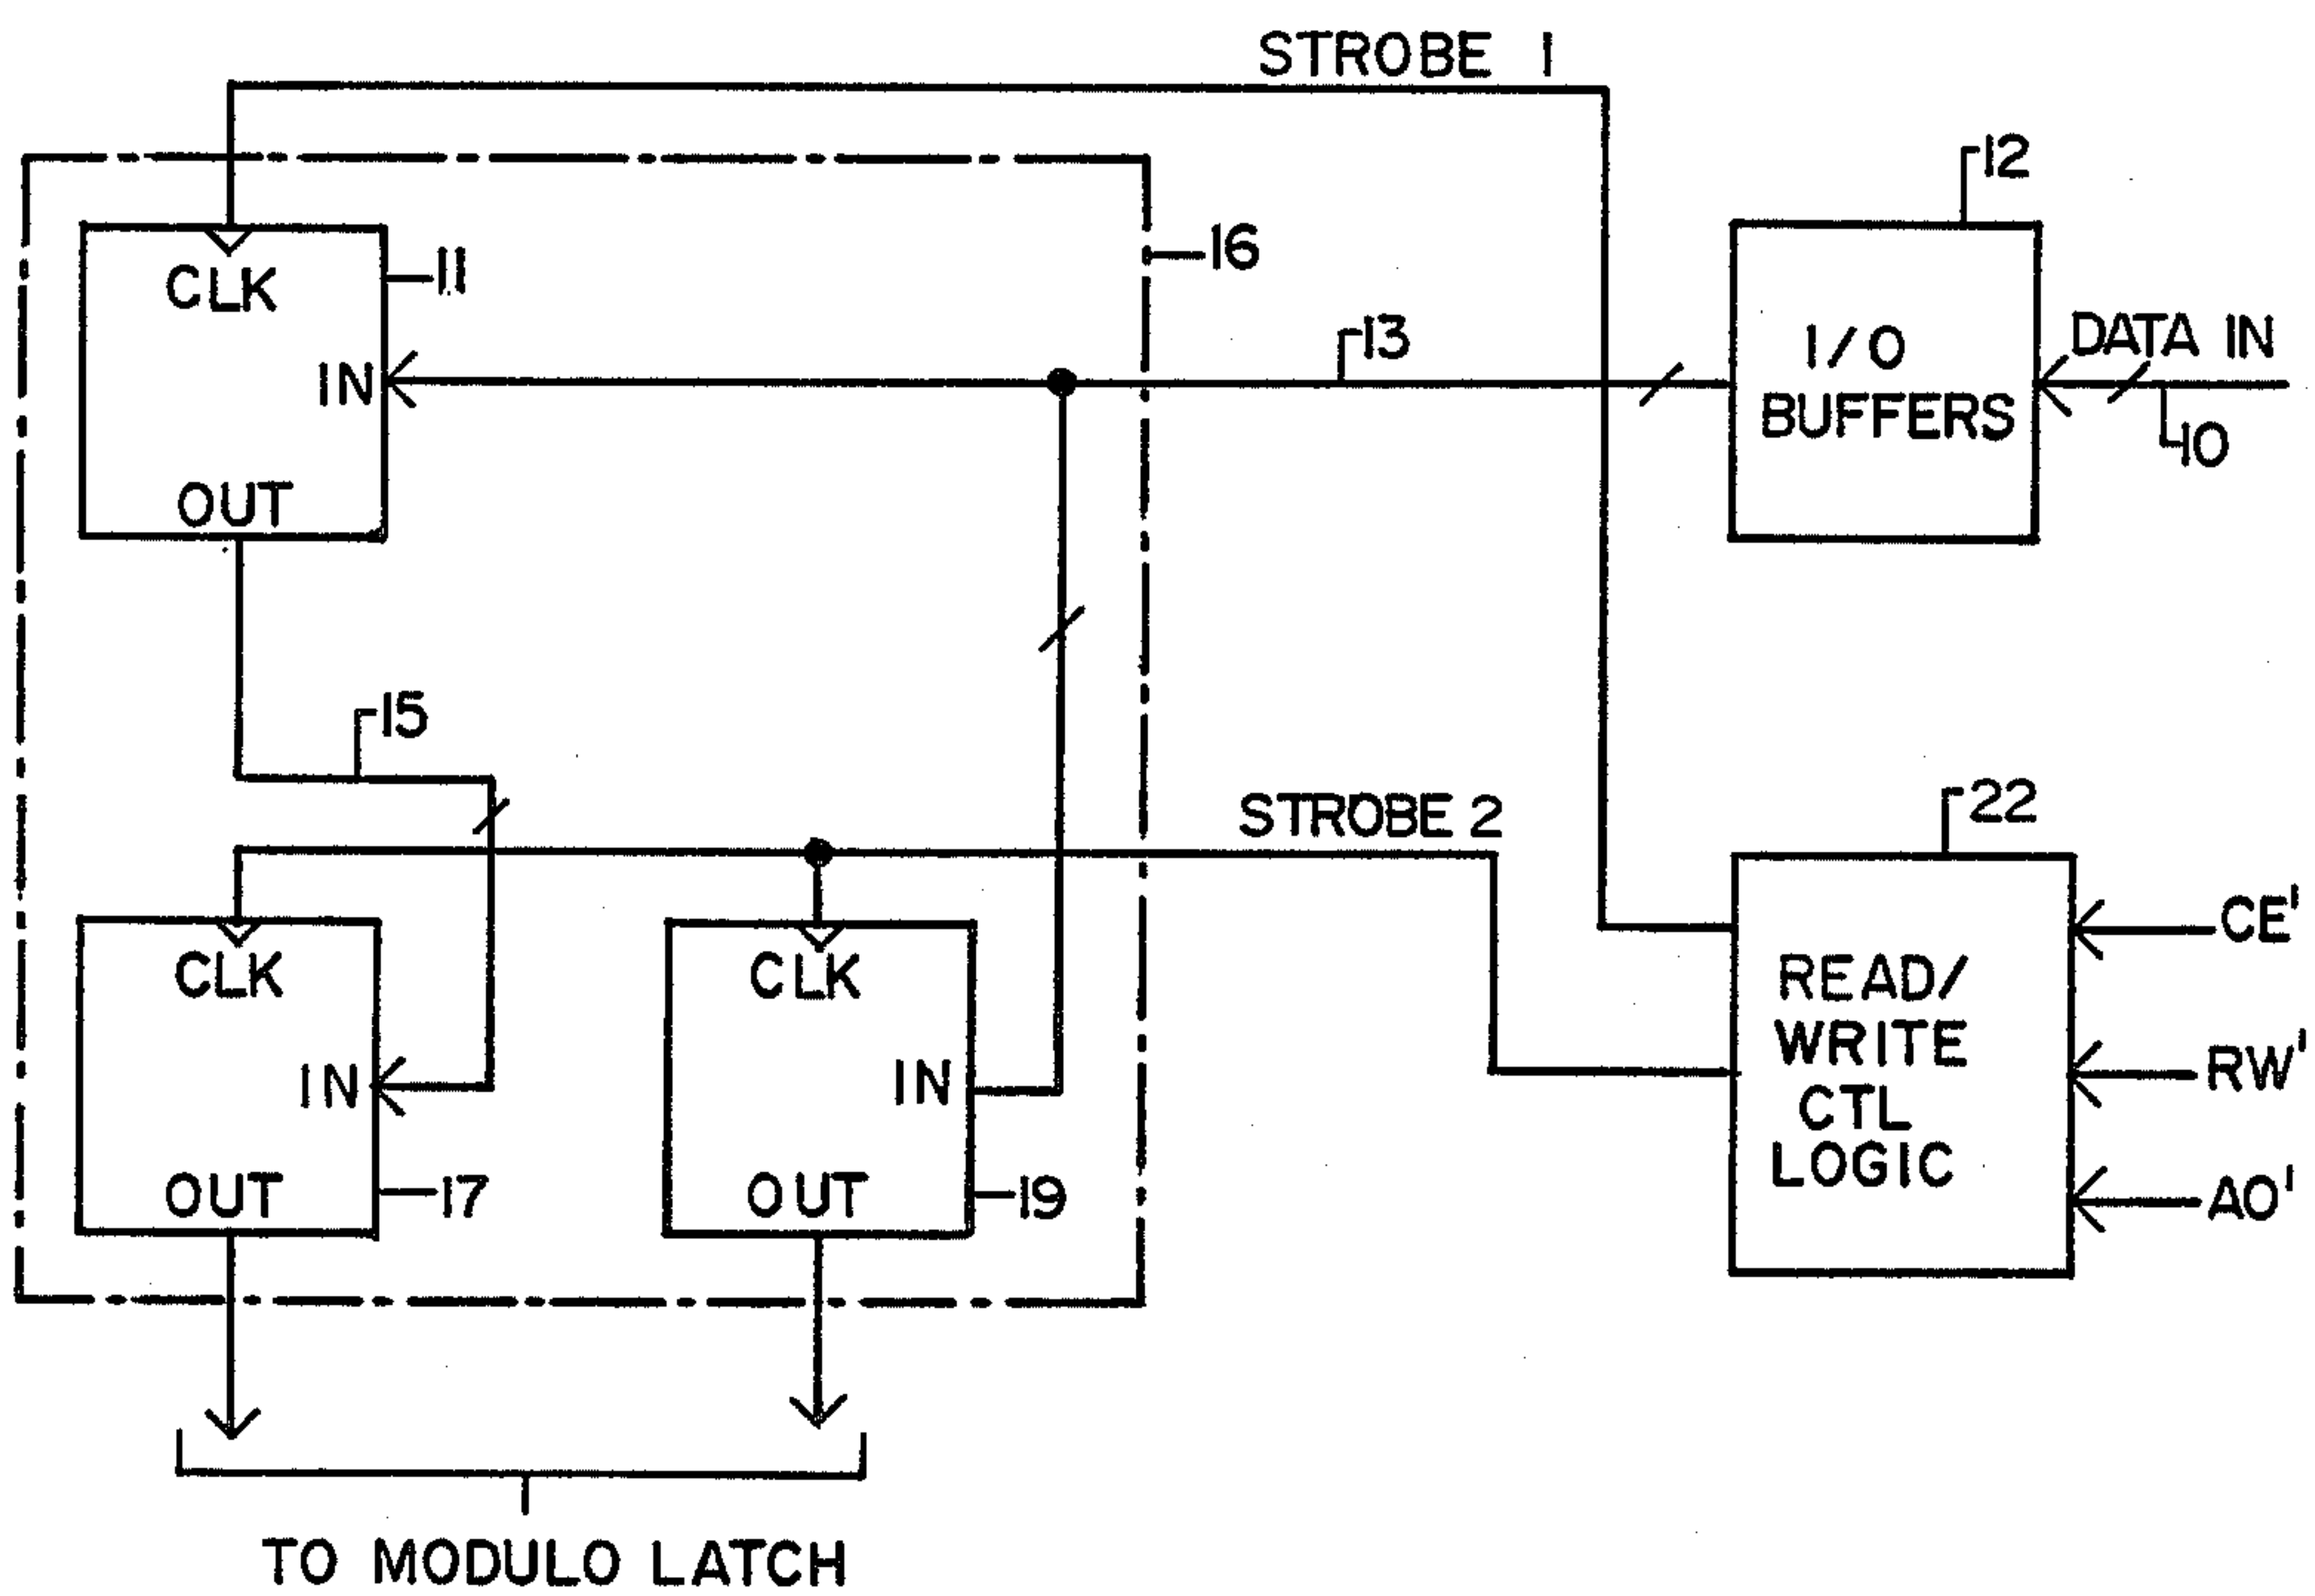 STROBE 1
12
16
CLK
11
13
I/O
BUFFERS
DATA IN
10
IN
OUT
15
STROBE 2
22
CLK
IN
OUT
17
CLK
IN
OUT
19
READ/
WRITE
CTL
LOGIC
CE'
RW'
AO'
TO MODULO LATCH